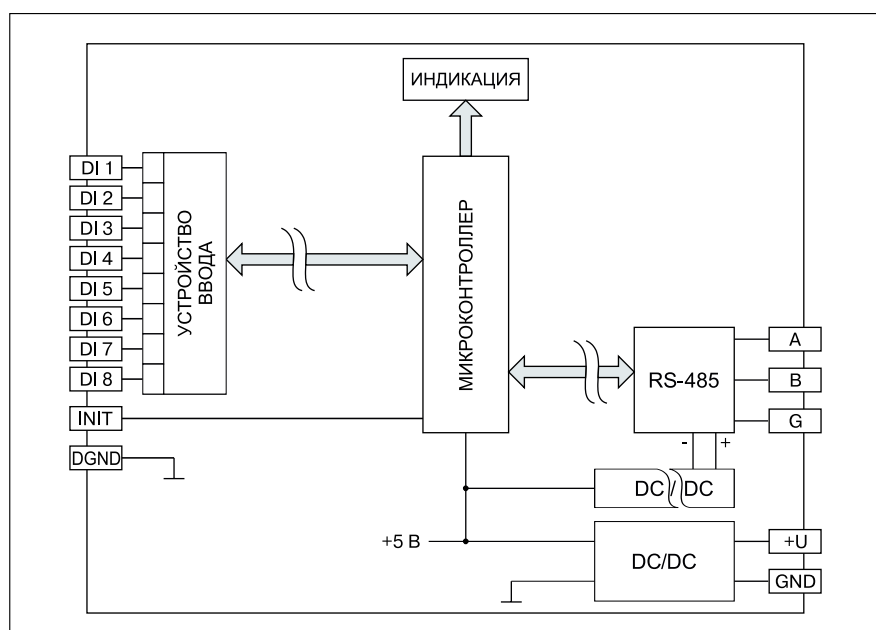 ИНДИКАЦИЯ
DI 1
DI 2
DI 3
DI 4
DI 5
DI 6
DI 7
DI 8
INIT
DGND
УСТРОЙСТВО
ВВОДА
МИКРОКОНТРОЛЛЕР
RS-485
A
B
G
- +
DC / DC
+5 В
DC/DC
+U
GND